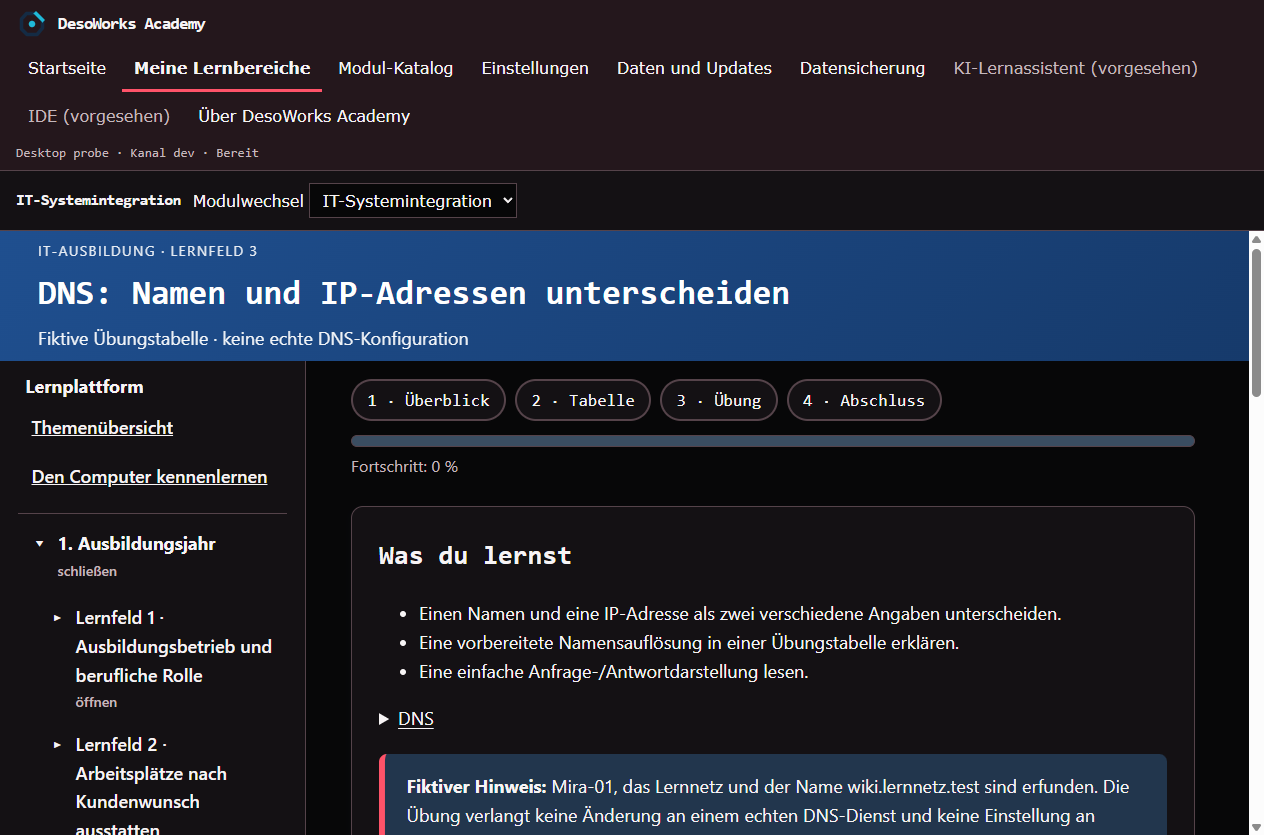 DesoWorks Academy
Startseite Meine Lernbereiche Modul-Katalog Einstellungen Daten und Updates Datensicherung KI-Lernassistent (vorgesehen)
IDE (vorgesehen) Über DesoWorks Academy
Desktop probe · Kanal dev · Bereit
IT-Systemintegration Modulwechsel IT-Systemintegration
IT-AUSBILDUNG · LERNFELD 3
DNS: Namen und IP-Adressen unterscheiden
Fiktive Übungstabelle · keine echte DNS-Konfiguration
Lernplattform
Themenübersicht
Den Computer kennenlernen
1. Ausbildungsjahr
schließen
Lernfeld 1 ·
Ausbildungsbetrieb und
berufliche Rolle
öffnen
Lernfeld 2 ·
Arbeitsplätze nach
Kundenwunsch
ausstatten
1 · Überblick
2 · Tabelle
3 · Übung
4 · Abschluss
Fortschritt: 0 %
Was du lernst
• Einen Namen und eine IP-Adresse als zwei verschiedene Angaben unterscheiden.
• Eine vorbereitete Namensauflösung in einer Übungstabelle erklären.
• Eine einfache Anfrage-/Antwortdarstellung lesen.
DNS
Fiktiver Hinweis: Mira-01, das Lernnetz und der Name wiki.lernnetz.test sind erfunden. Die
Übung verlangt keine Änderung an einem echten DNS-Dienst und keine Einstellung an